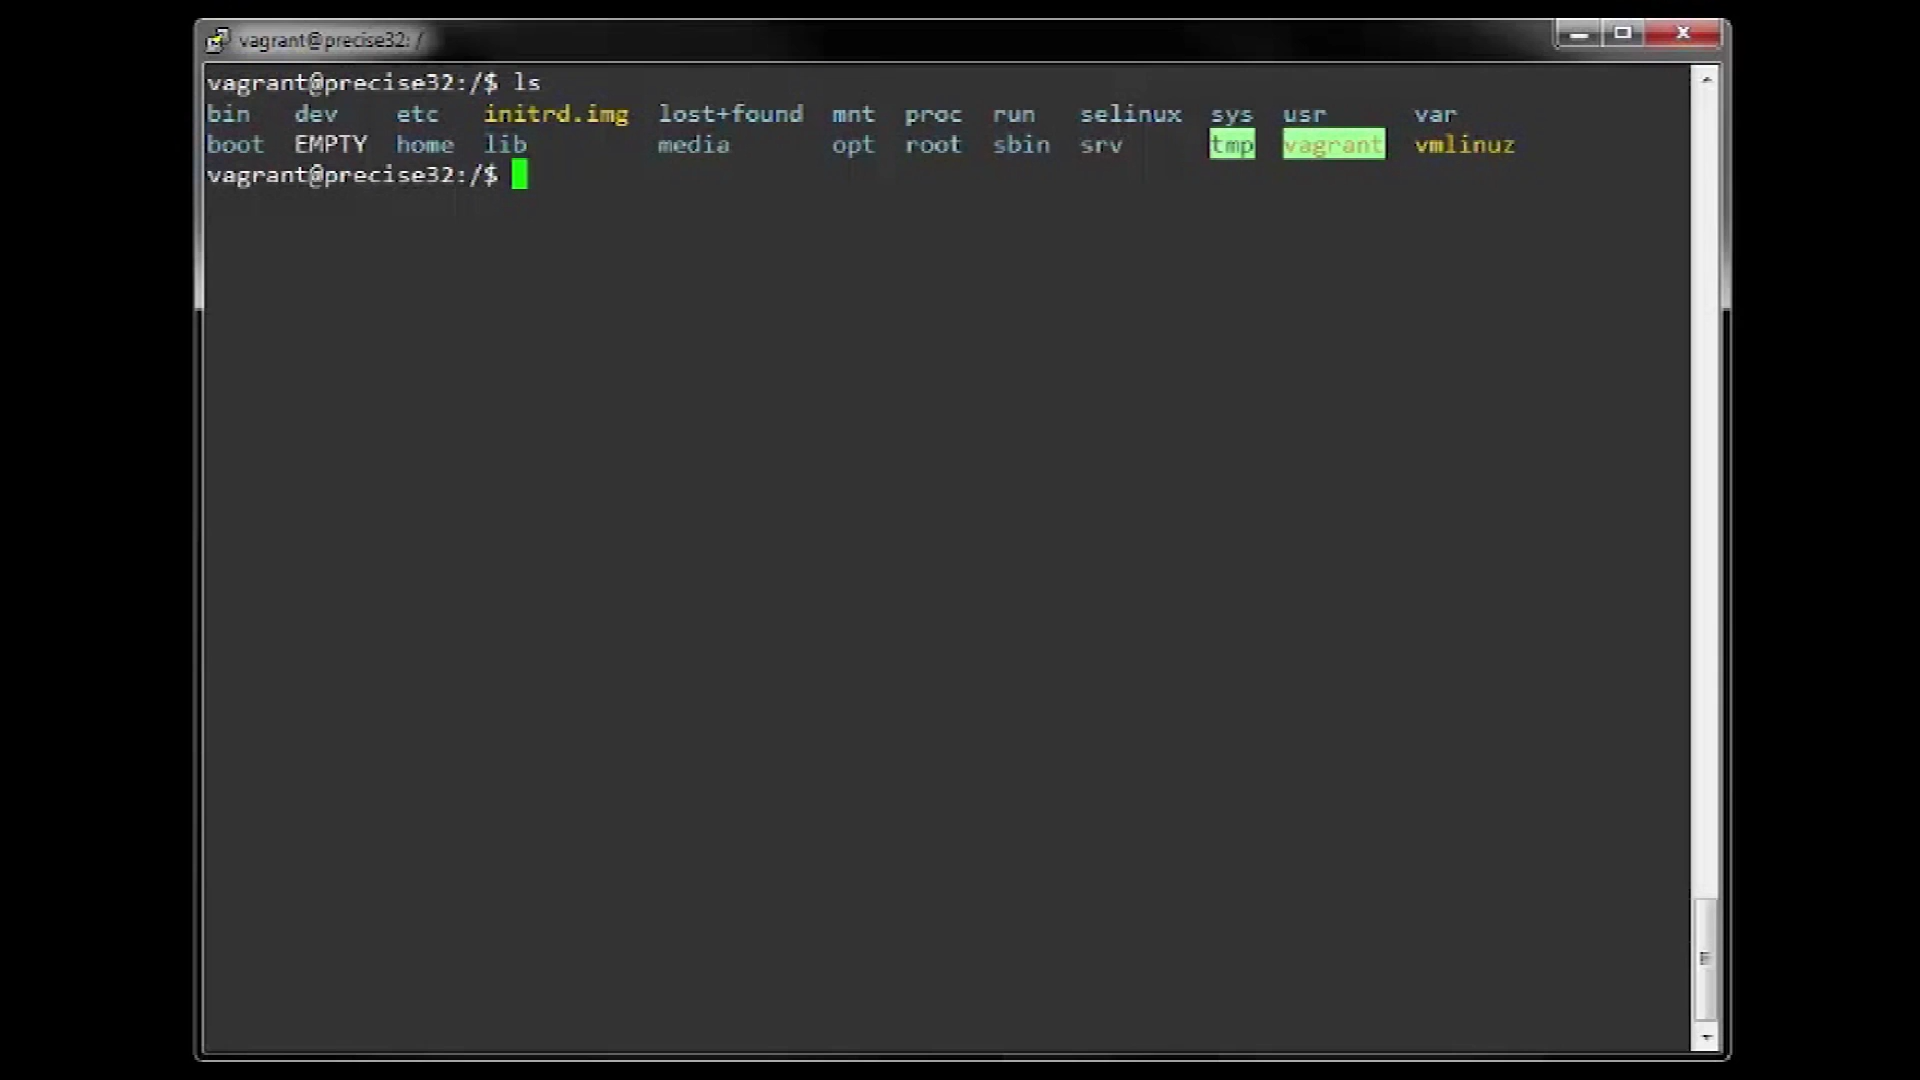 vagrant@precise32: /
vagrant@precise32:/$ ls
bin dev etc initrd.img lost+found mnt proc run selinux sys usr var
boot EMPTY home lib media opt root sbin srv tmp vagrant vmlinuz
vagrant@precise32:/$